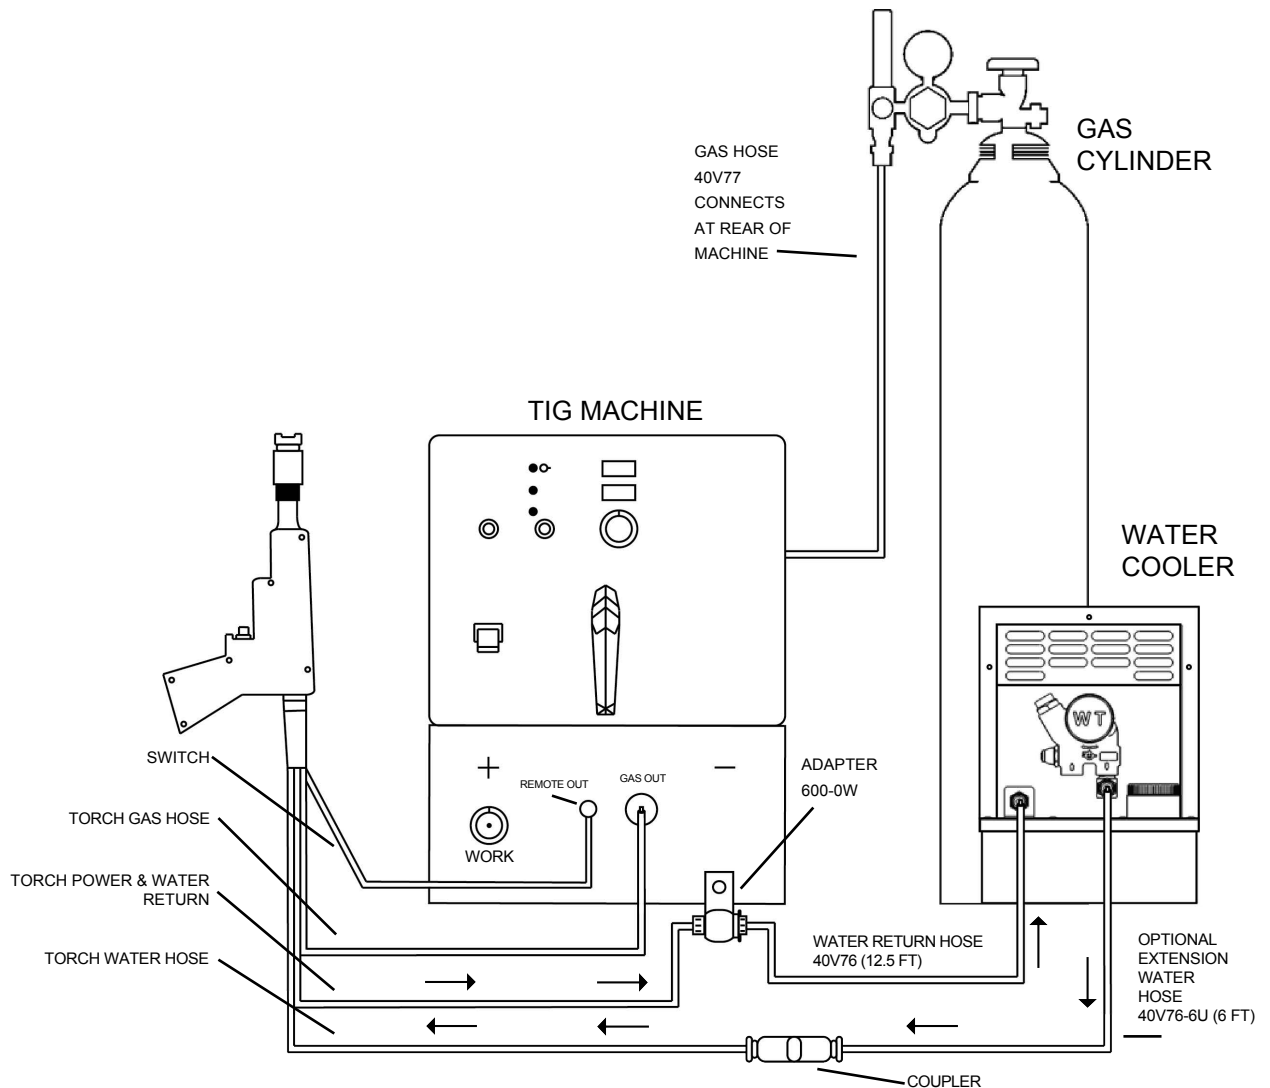 GAS
CYLINDER
GAS HOSE
40V77
CONNECTS
AT REAR OF
MACHINE
TIG MACHINE
WATER
COOLER
WT
SWITCH
TORCH GAS HOSE
TORCH POWER & WATER
RETURN
TORCH WATER HOSE
+
REMOTE OUT
GAS OUT
−
WORK
ADAPTER
600-0W
WATER RETURN HOSE
40V76 (12.5 FT)
OPTIONAL
EXTENSION
WATER
HOSE
40V76-6U (6 FT)
COUPLER